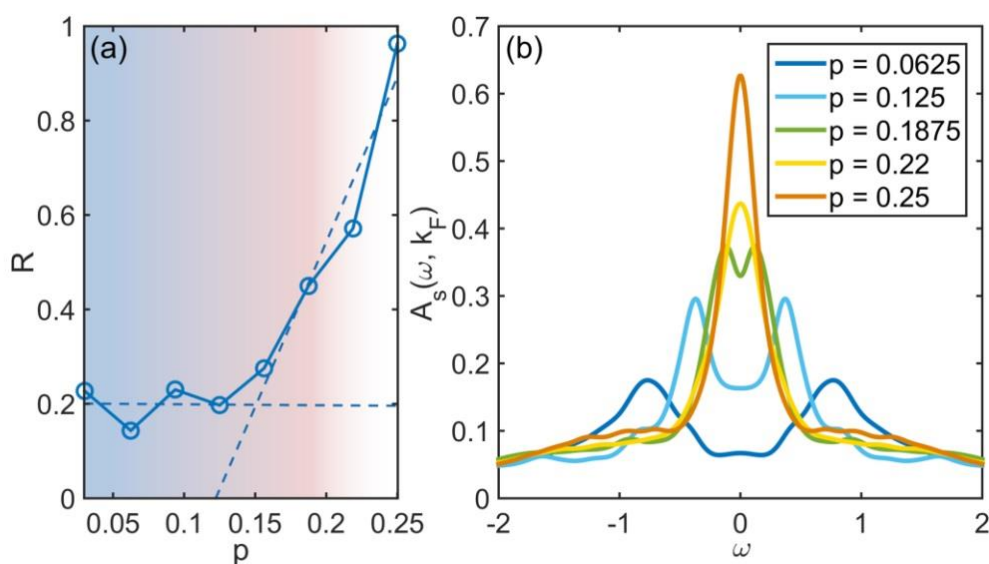 (a)
R
1
0.8
0.6
0.4
0.2
0
0.05 0.1 0.15 0.2 0.25
p
(b)
A_s(ω, k_F)
0.7
0.6
0.5
0.4
0.3
0.2
0.1
0
-2 -1 0 1 2
ω
p = 0.0625
p = 0.125
p = 0.1875
p = 0.22
p = 0.25